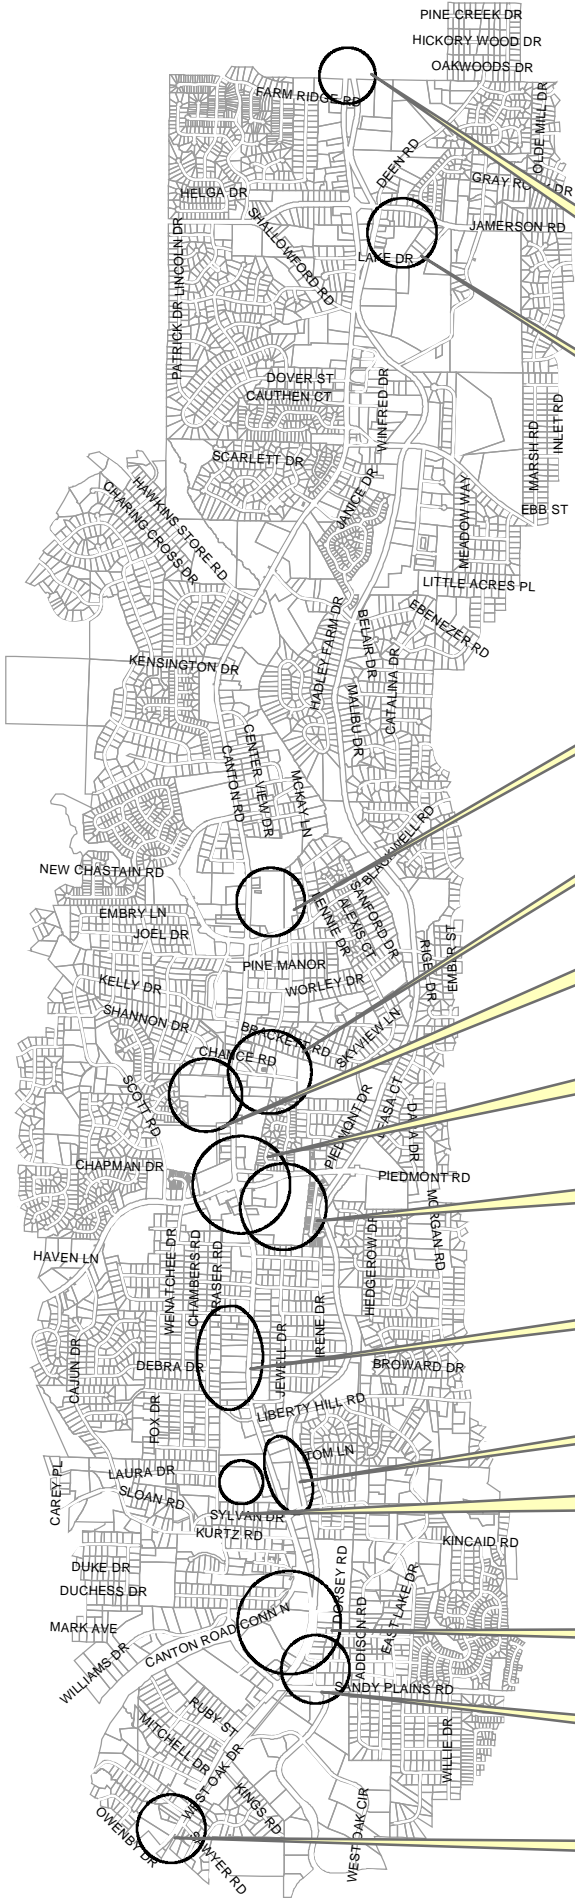 PINE CREEK DR
HICKORY WOOD DR
OAKWOODS DR
FARM RIDGE RD
OLDE MILL DR
DEEN RD
GRAY DR
HELGA DR
SHALLOWFORD RD
JAMERSON RD
LINCOLN DR
LAKE DR
PATRICK DR
DOVER ST
CAUTHEN CT
WINFRED DR
INLET RD
MARSH RD
SCARLETT DR
HAWKINS STORE RD
CHARING CROSS DR
JANICE DR
MEADOW WAY
EBB ST
LITTLE ACRES PL
EBENEZER RD
HADLEY FARM DR
BELAIR DR
CATALINA DR
KENSINGTON DR
MALIBU DR
CENTER VIEW DR
CANTON RD
MCKAY LN
BLACKWELL RD
NEW CHASTAIN RD
SANFORD DR
ALEXIS CT
LENNIE DR
EMBRY LN
JOEL DR
RIGEL DR
EMBER ST
PINE MANOR
KELLY DR
WORLEY DR
SHANNON DR
BRACKETT RD
SKYVIEW LN
CHANCE RD
SCOTT RD
PIEDMONT DR
DR
CHAPMAN DR
PIEDMONT RD
MORGAN RD
HAVEN LN
WENATCHEE DR
CHAMBERS RD
FRASER RD
HEDGEROW DR
IRENE DR
JEWELL DR
CAJUN DR
DEBRA DR
BROWARD DR
FOX DR
LIBERTY HILL RD
TOM LN
LAURA DR
CAREY PL
SLOAN RD
SYLVAN DR
KURTZ RD
KINCAID RD
DUKE DR
DUCHESS DR
DORSEY RD
ADDISON RD
EAST LAKE DR
MARK AVE
CANTON ROAD CONN N
WILLIAMS DR
SANDY PLAINS RD
RUBY ST
MITCHELL DR
WEST OAK DR
WILLIE DR
KINGS RD
WEST OAK CIR
OWENBY DR
SAWYER RD